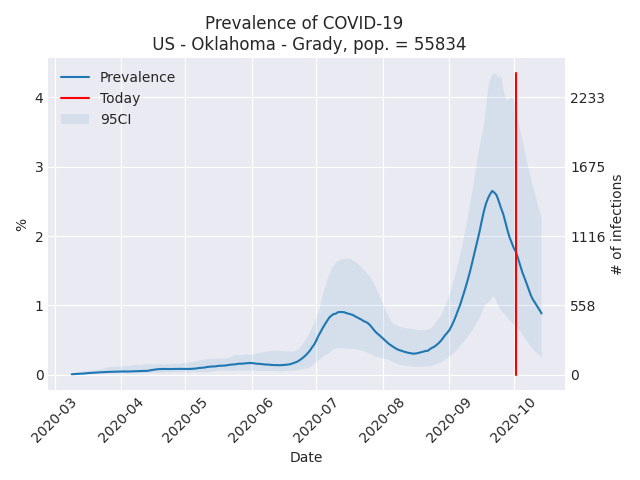 Prevalence of COVID-19
US - Oklahoma - Grady, pop. = 55834
Prevalence
Today
95CI
4
3
2
1
0
%
2233
1675
1116
558
0
# of infections
2020-03
2020-04
2020-05
2020-06
2020-07
2020-08
2020-09
2020-10
Date